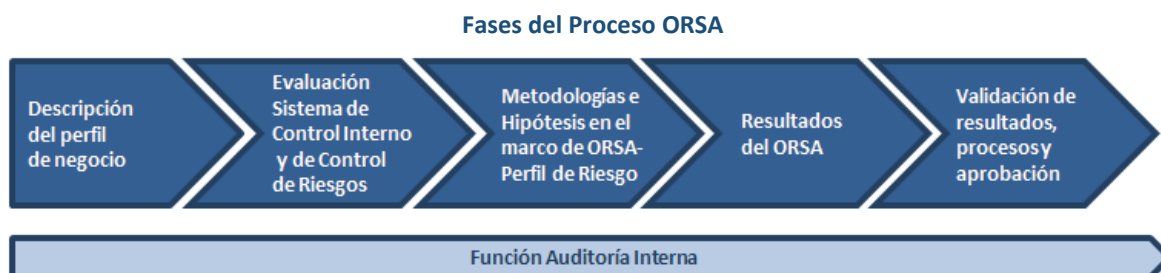 Fases del Proceso ORSA
Descripción
del perfil
de negocio
Evaluación
Sistema de
Control Interno
y de Control
de Riesgos
Metodologías e
Hipótesis en el
marco de ORSA-
Perfil de Riesgo
Resultados
del ORSA
Validación de
resultados,
procesos y
aprobación
Función Auditoría Interna